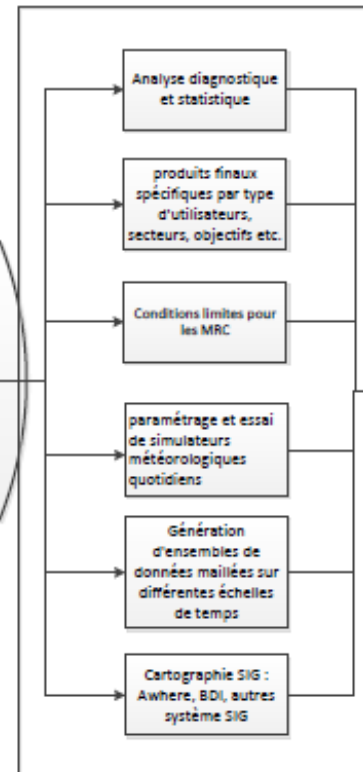 Analyse diagnostique
et statistique
produits finaux
spécifiques par type
d'utilisateurs,
secteurs, objectifs etc.
Conditions limites pour
les MRC
paramétrage et essai
de simulateurs
météorologiques
quotidiens
Génération
d'ensembles de
données maillées sur
différentes échelles
de temps
Cartographie SIG :
Awhere, BDI, autres
système SIG